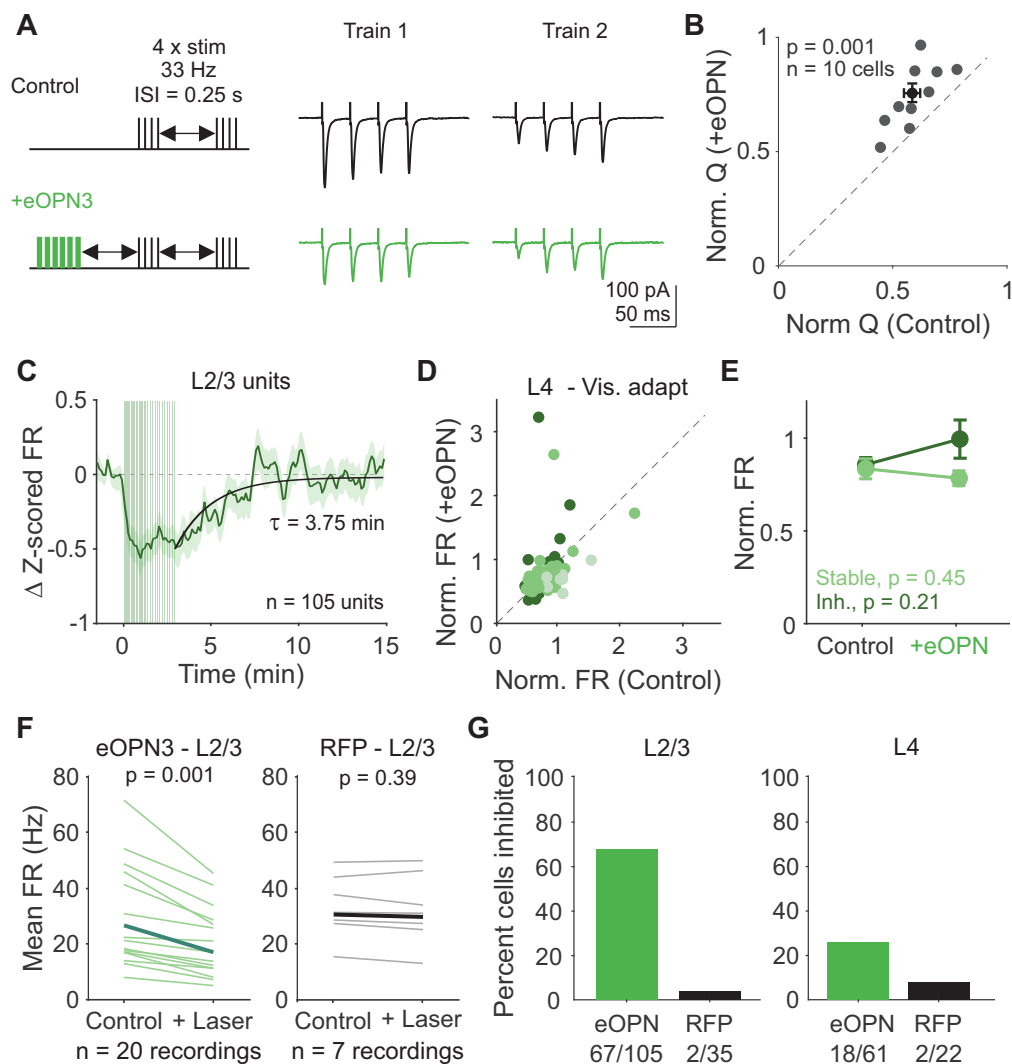 A
Control
4 x stim
33 Hz
ISI = 0.25 s
Train 1
Train 2
+eOPN3
100 pA
50 ms
B
p = 0.001
n = 10 cells
1
0.5
0
Norm. Q (+eOPN)
0
0.5
1
Norm Q (Control)
C
L2/3 units
0.5
0
-0.5
-1
Δ Z-scored FR
τ = 3.75 min
n = 105 units
0
5
10
15
Time (min)
D
L4 - Vis. adapt
4
3
2
1
0
Norm. FR (+eOPN)
0
1
2
3
Norm. FR (Control)
E
1
0.5
0
Norm. FR
Stable, p = 0.45
Inh., p = 0.21
Control
+eOPN
F
eOPN3 - L2/3
p = 0.001
80
60
40
20
0
Mean FR (Hz)
Control + Laser
n = 20 recordings
RFP - L2/3
p = 0.39
80
60
40
20
0
Control + Laser
n = 7 recordings
G
L2/3
100
80
60
40
20
0
Percent cells inhibited
eOPN
RFP
67/105
2/35
L4
100
80
60
40
20
0
eOPN
RFP
18/61
2/22